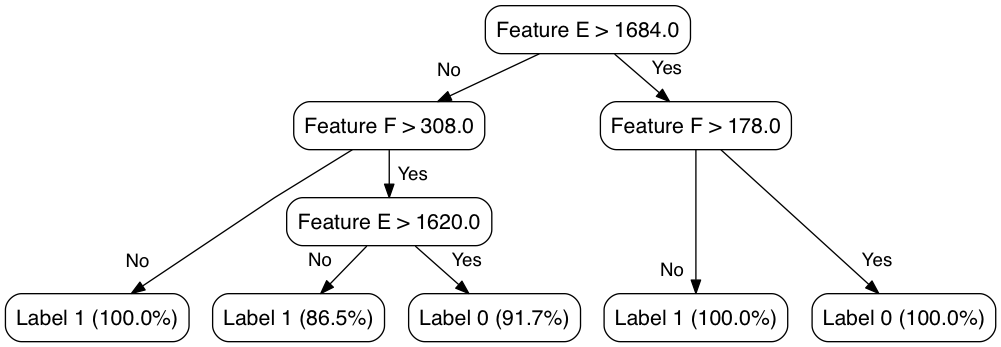 Feature E > 1684.0
No
Yes
Feature F > 308.0
Feature F > 178.0
Yes
Feature E > 1620.0
No
No
Yes
No
Yes
Label 1 (100.0%)
Label 1 (86.5%)
Label 0 (91.7%)
Label 1 (100.0%)
Label 0 (100.0%)